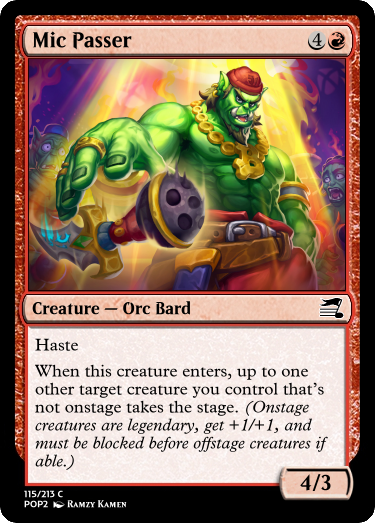 Mic Passer 4
Creature — Orc Bard
Haste
When this creature enters, up to one
other target creature you control that's
not onstage takes the stage. (Onstage
creatures are legendary, get +1/+1, and
must be blocked before offstage creatures if
able.)
4/3
115/213 C
POP2 Ramzy Kamen